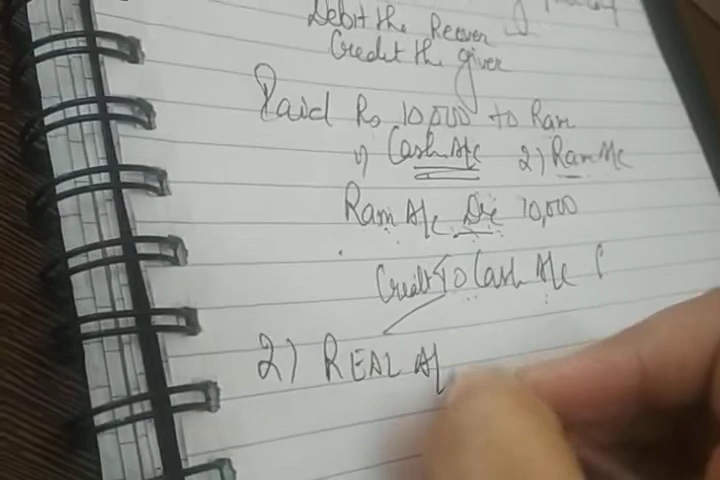 Debit the Reever
Credit the giver
Paid Rs 10,000 to Ram
1) Cash A/c 2) Ram A/c
Ram A/c Dr 10,000
Credit To Cash A/c (
2) REAL A/